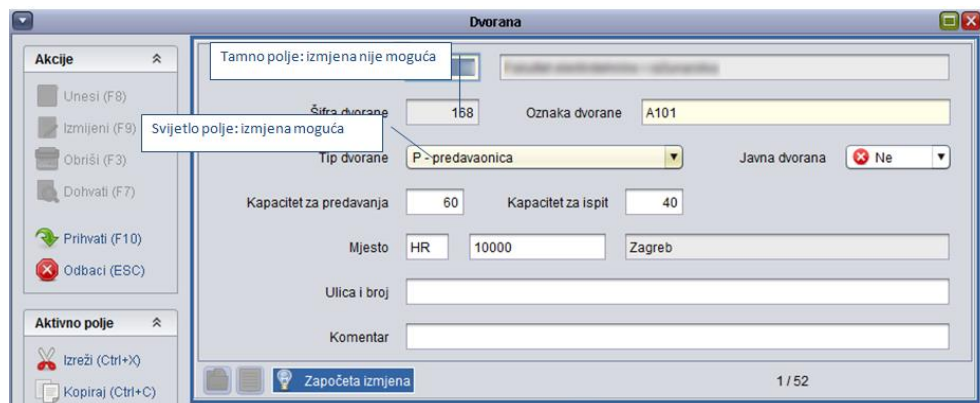 Dvorana
Akcije
Unesi (F8)
Izmijeni (F9)
Obriši (F3)
Dohvati (F7)
Prihvati (F10)
Odbaci (ESC)
Aktivno polje
Izreži (Ctrl+X)
Kopiraj (Ctrl+C)
Tamno polje: izmjena nije moguća
Šifra dvorane 168 Oznaka dvorane A101
Svijetlo polje: izmjena moguća
Tip dvorane P - predavaonica Javna dvorana Ne
Kapacitet za predavanja 60 Kapacitet za ispit 40
Mjesto HR 10000 Zagreb
Ulica i broj
Komentar
Započeta izmjena 1 / 52